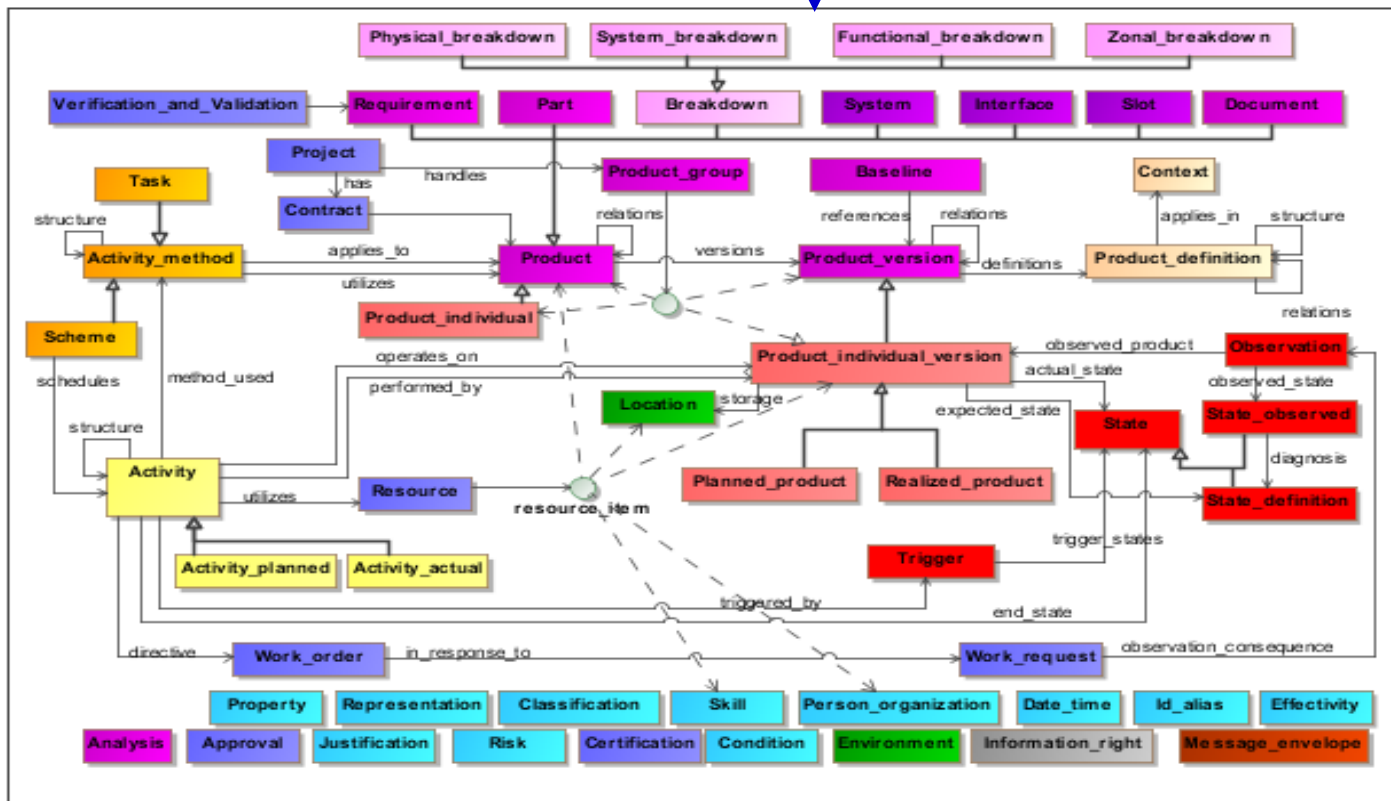 Physical_breakdown
System_breakdown
Functional_breakdown
Zonal_breakdown
Verification_and_Validation
Requirement
Part
Breakdown
System
Interface
Slot
Document
Project
handles
has
Product_group
Baseline
Context
Task
Contract
structure
relations
references
relations
applies_in
structure
Activity_method
applies_to
utilizes
Product
versions
Product_version
definitions
Product_definition
relations
Product_individual
Scheme
schedules
method_used
operates_on
performed_by
Product_individual_version
observed_product
Observation
actual_state
observed_state
storage
Location
expected_state
State
State_observed
structure
diagnosis
Activity
utilizes
Resource
resource_item
Planned_product
Realized_product
State_definition
Activity_planned
Activity_actual
Trigger
trigger_states
triggered_by
end_state
directive
Work_order
in_response_to
Work_request
observation_consequence
Property
Representation
Classification
Skill
Person_organization
Date_time
Id_alias
Effectivity
Analysis
Approval
Justification
Risk
Certification
Condition
Environment
Information_right
Message_envelope